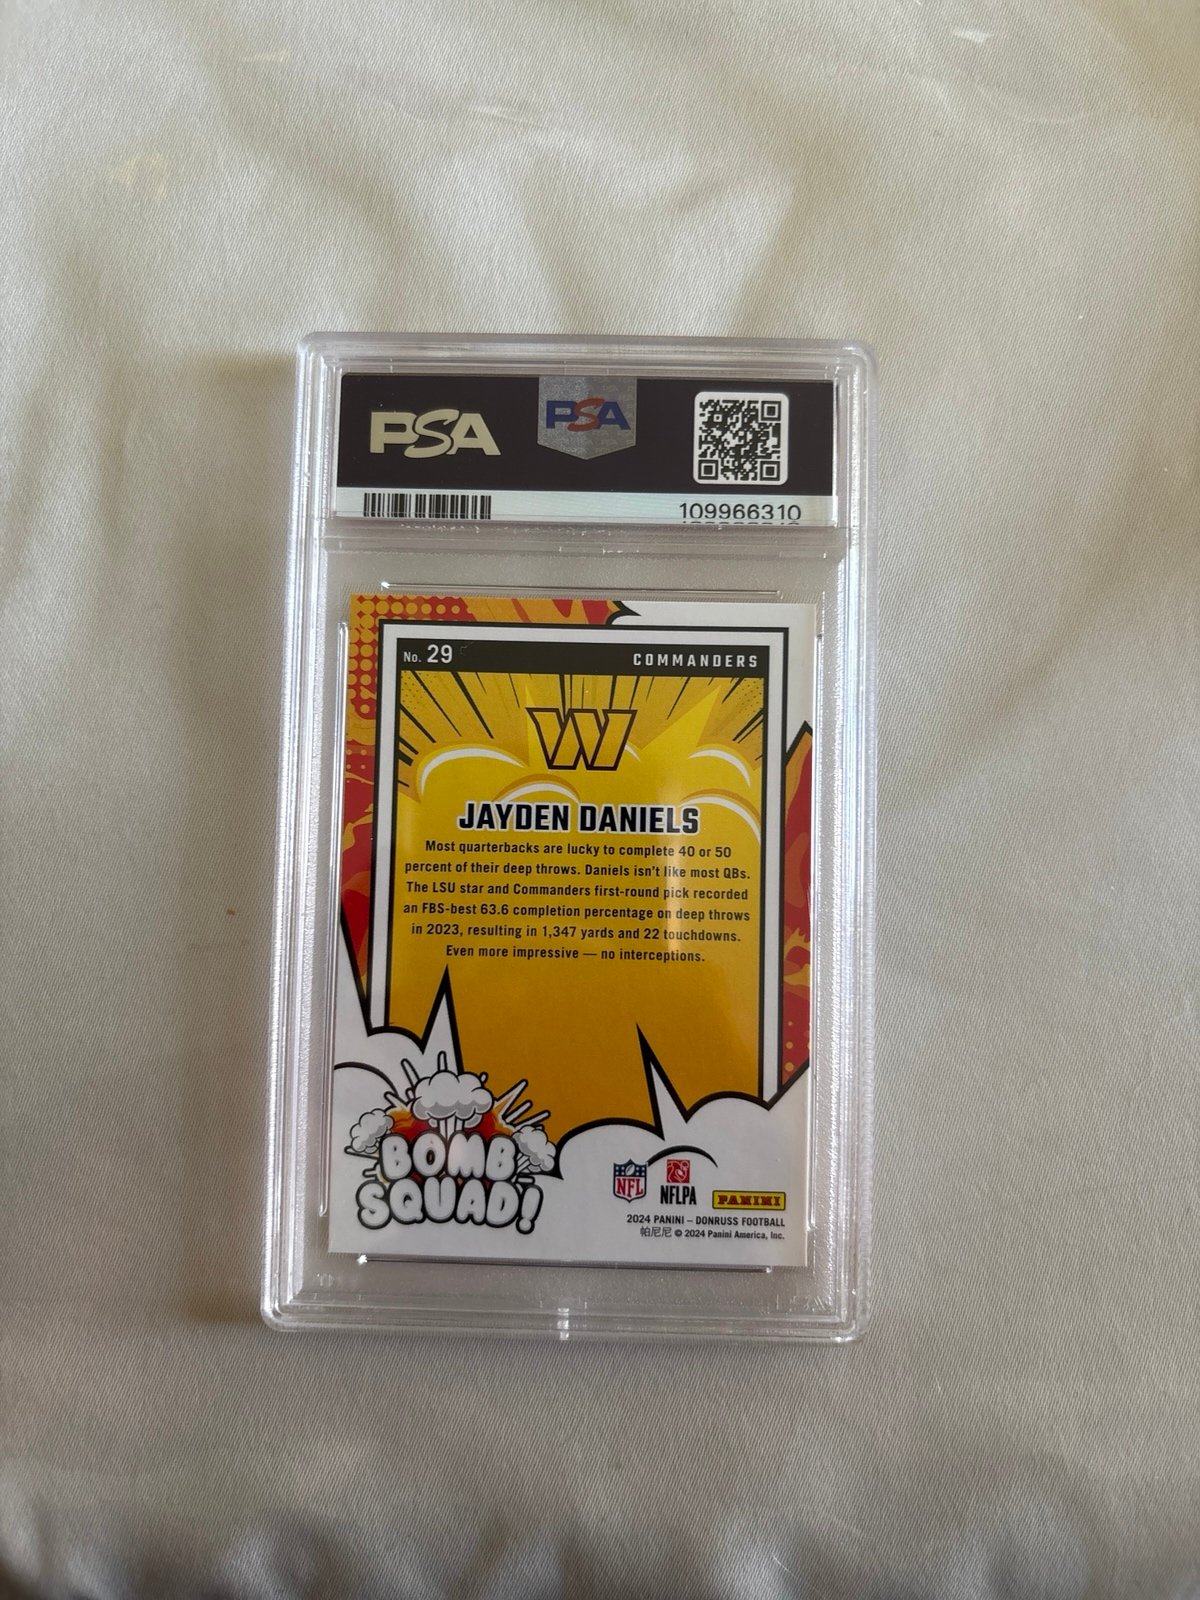 PSA PSA
109966310
No. 29 COMMANDERS
W
JAYDEN DANIELS
Most quarterbacks are lucky to complete 40 or 50
percent of their deep throws. Daniels isn't like most QBs.
The LSU star and Commanders first-round pick recorded
an FBS-best 63.6 completion percentage on deep throws
in 2023, resulting in 1,347 yards and 22 touchdowns.
Even more impressive — no interceptions.
BOMB
SQUAD!
NFL NFLPA PANINI
2024 PANINI – DONRUSS FOOTBALL
帕尼尼 © 2024 Panini America, Inc.